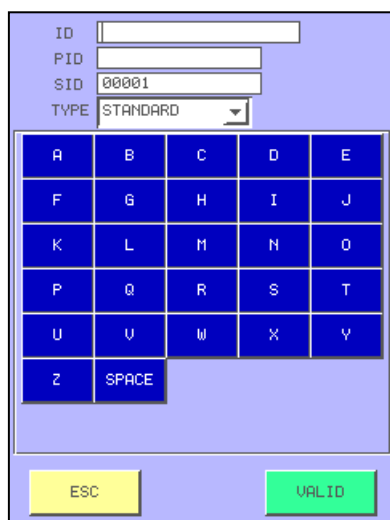 ID
PID
SID 00001
TYPE STANDARD
A B C D E
F G H I J
K L M N O
P Q R S T
U V W X Y
Z SPACE
ESC VALID